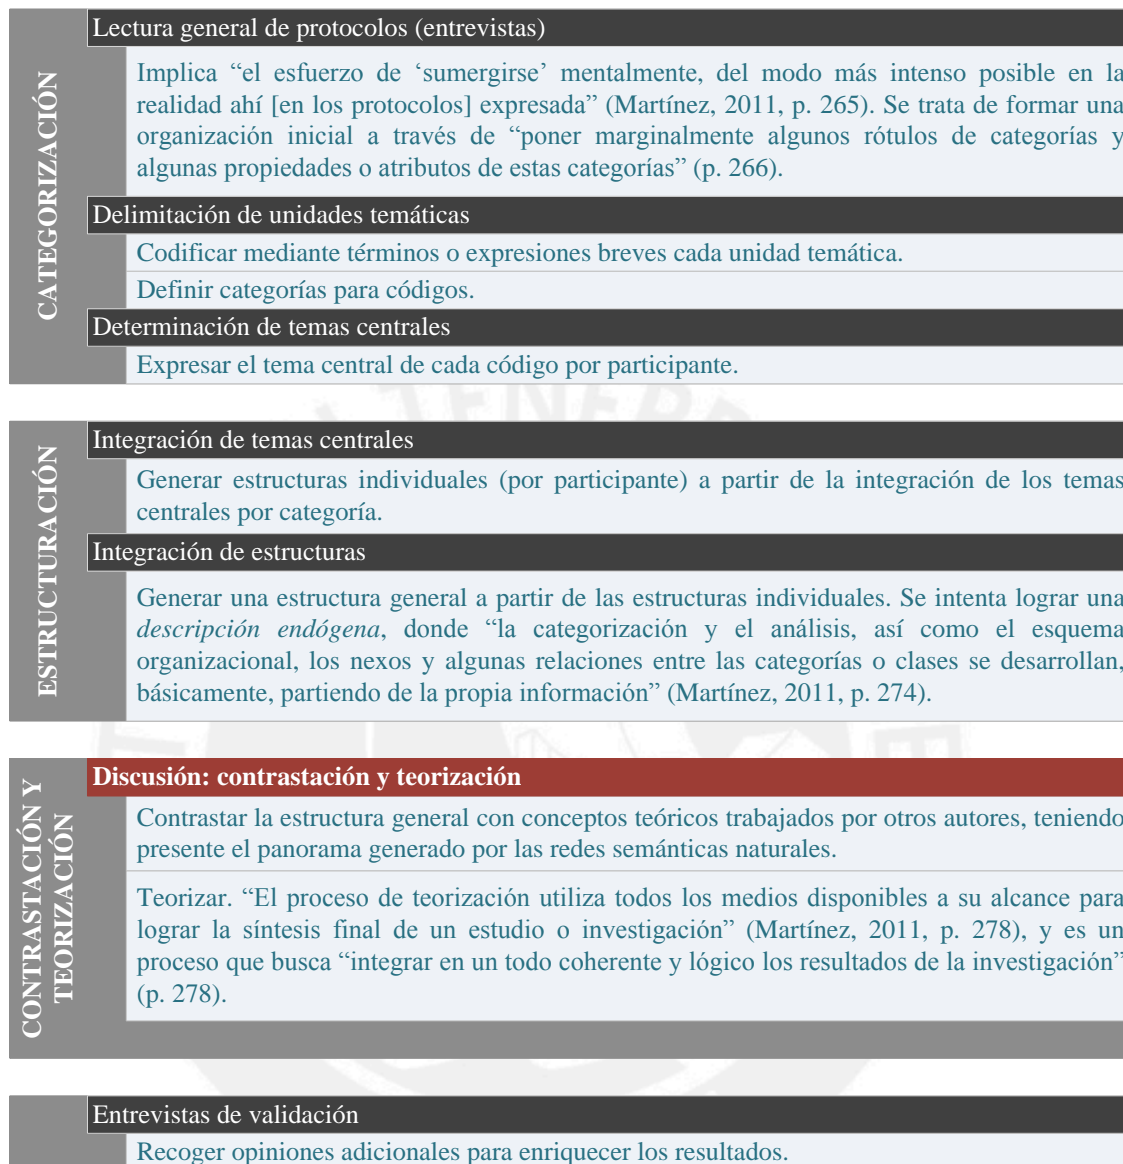 Lectura general de protocolos (entrevistas)
CATEGORIZACIÓN
Implica “el esfuerzo de ‘sumergirse’ mentalmente, del modo más intenso posible en la
realidad ahí [en los protocolos] expresada” (Martínez, 2011, p. 265). Se trata de formar una
organización inicial a través de “poner marginalmente algunos rótulos de categorías y
algunas propiedades o atributos de estas categorías” (p. 266).
Delimitación de unidades temáticas
Codificar mediante términos o expresiones breves cada unidad temática.
Definir categorías para códigos.
Determinación de temas centrales
Expresar el tema central de cada código por participante.
TENEBR
Integración de temas centrales
ESTRUCTURACIÓN
Generar estructuras individuales (por participante) a partir de la integración de los temas
centrales por categoría.
Integración de estructuras
Generar una estructura general a partir de las estructuras individuales. Se intenta lograr una
descripción endógena, donde “la categorización y el análisis, así como el esquema
organizacional, los nexos y algunas relaciones entre las categorías o clases se desarrollan,
básicamente, partiendo de la propia información” (Martínez, 2011, p. 274).
Discusión: contrastación y teorización
CONTRASTACIÓN Y
TEORIZACIÓN
Contrastar la estructura general con conceptos teóricos trabajados por otros autores, teniendo
presente el panorama generado por las redes semánticas naturales.
Teorizar. “El proceso de teorización utiliza todos los medios disponibles a su alcance para
lograr la síntesis final de un estudio o investigación” (Martínez, 2011, p. 278), y es un
proceso que busca “integrar en un todo coherente y lógico los resultados de la investigación”
(p. 278).
Entrevistas de validación
Recoger opiniones adicionales para enriquecer los resultados.